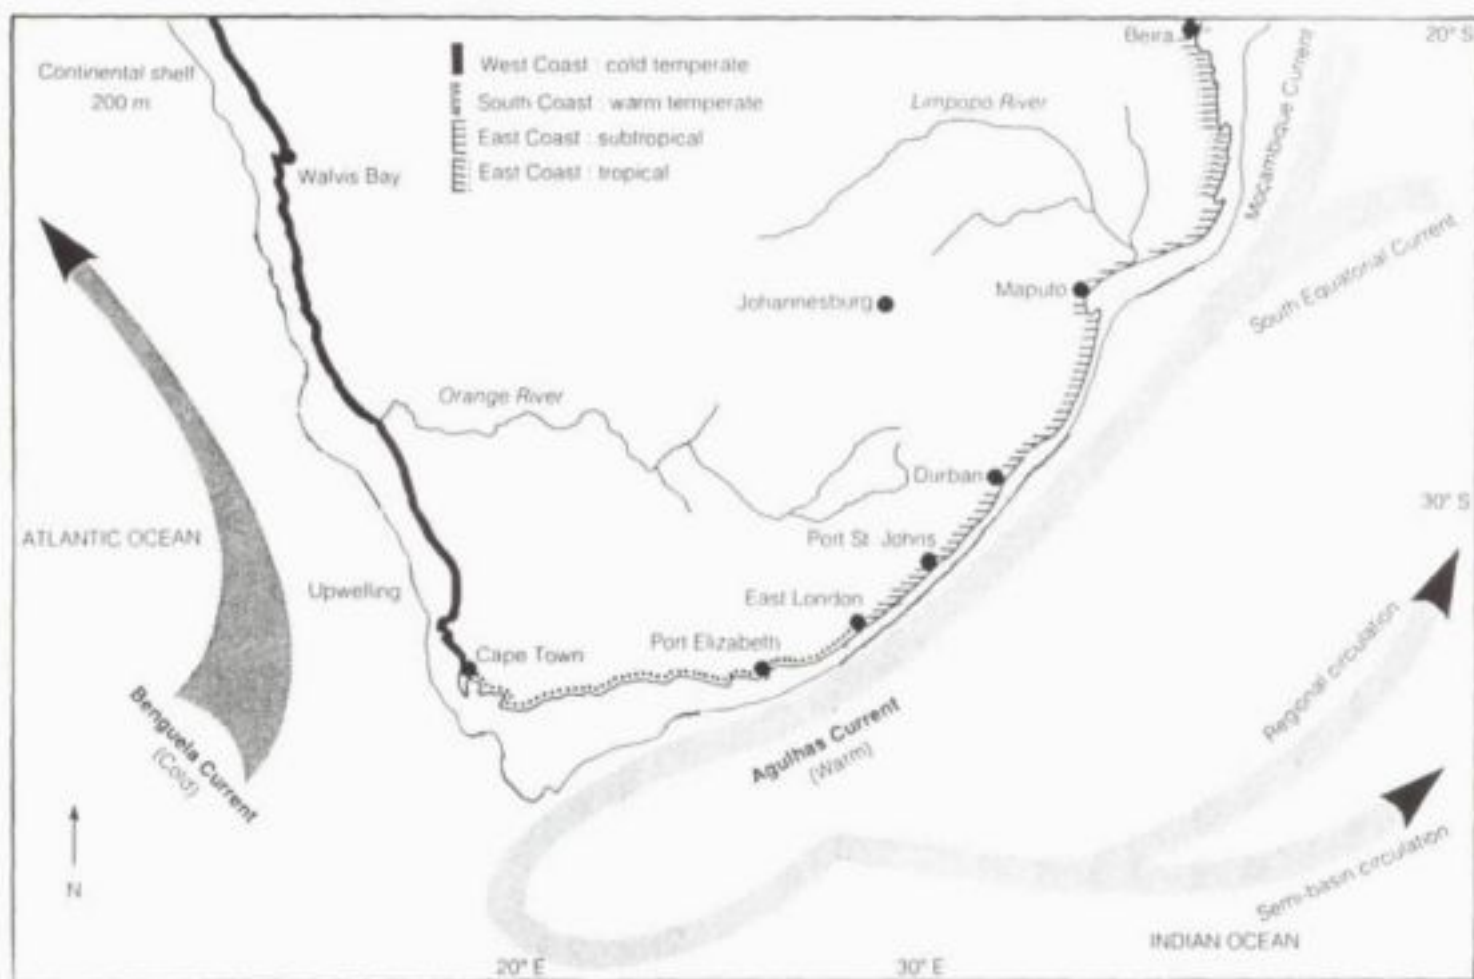 Beira
20° S
Continental shelf
200 m
West Coast : cold temperate
South Coast : warm temperate
East Coast : subtropical
East Coast : tropical
Limpopo River
Moçambique Current
Walvis Bay
South Equatorial Current
Johannesburg
Maputo
Orange River
Durban
30° S
ATLANTIC OCEAN
Port St. Johns
Upwelling
East London
Port Elizabeth
Cape Town
Regional circulation
Benguela Current
(Cold)
Agulhas Current
(Warm)
Semi-basin circulation
N
INDIAN OCEAN
20° E
30° E